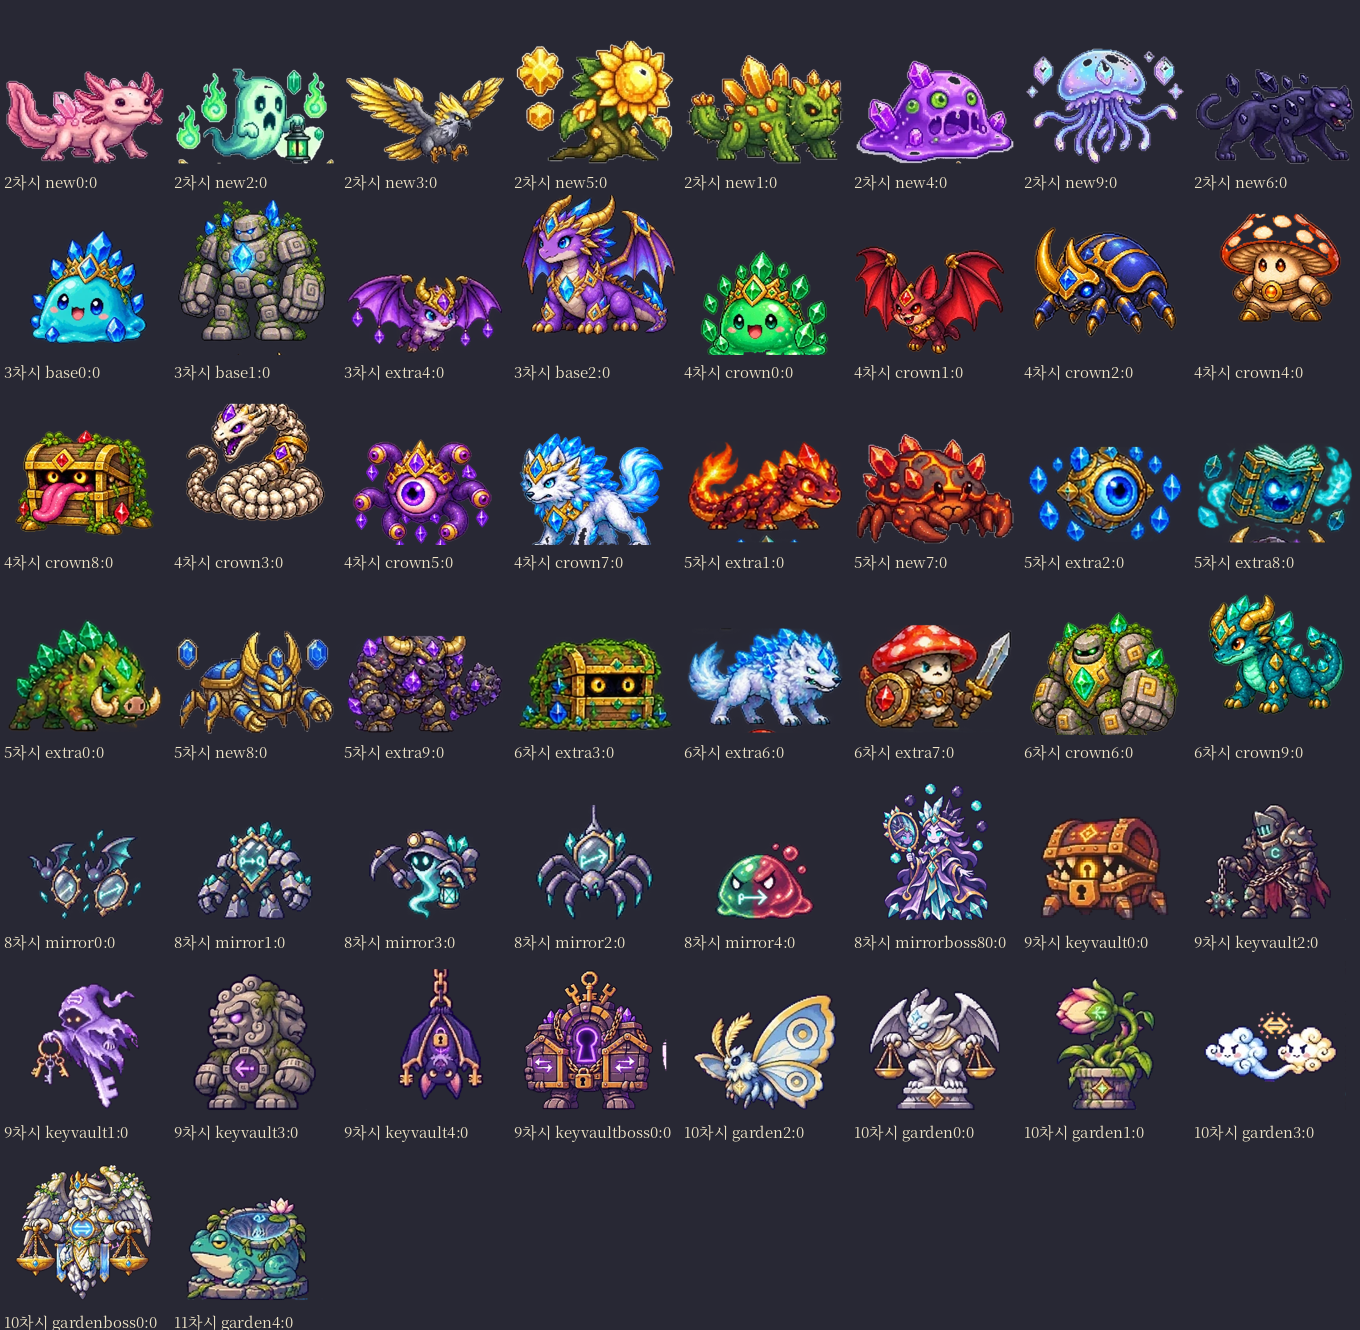 2차시 new0:0 2차시 new2:0 2차시 new3:0 2차시 new5:0 2차시 new1:0 2차시 new4:0 2차시 new9:0 2차시 new6:0
3차시 base0:0 3차시 base1:0 3차시 extra4:0 3차시 base2:0 4차시 crown0:0 4차시 crown1:0 4차시 crown2:0 4차시 crown4:0
4차시 crown8:0 4차시 crown3:0 4차시 crown5:0 4차시 crown7:0 5차시 extra1:0 5차시 new7:0 5차시 extra2:0 5차시 extra8:0
5차시 extra0:0 5차시 new8:0 5차시 extra9:0 6차시 extra3:0 6차시 extra6:0 6차시 extra7:0 6차시 crown6:0 6차시 crown9:0
8차시 mirror0:0 8차시 mirror1:0 8차시 mirror3:0 8차시 mirror2:0 8차시 mirror4:0 8차시 mirrorboss80:0 9차시 keyvault0:0 9차시 keyvault2:0
9차시 keyvault1:0 9차시 keyvault3:0 9차시 keyvault4:0 9차시 keyvaultboss0:0 10차시 garden2:0 10차시 garden0:0 10차시 garden1:0 10차시 garden3:0
10차시 gardenboss0:0 11차시 garden4:0